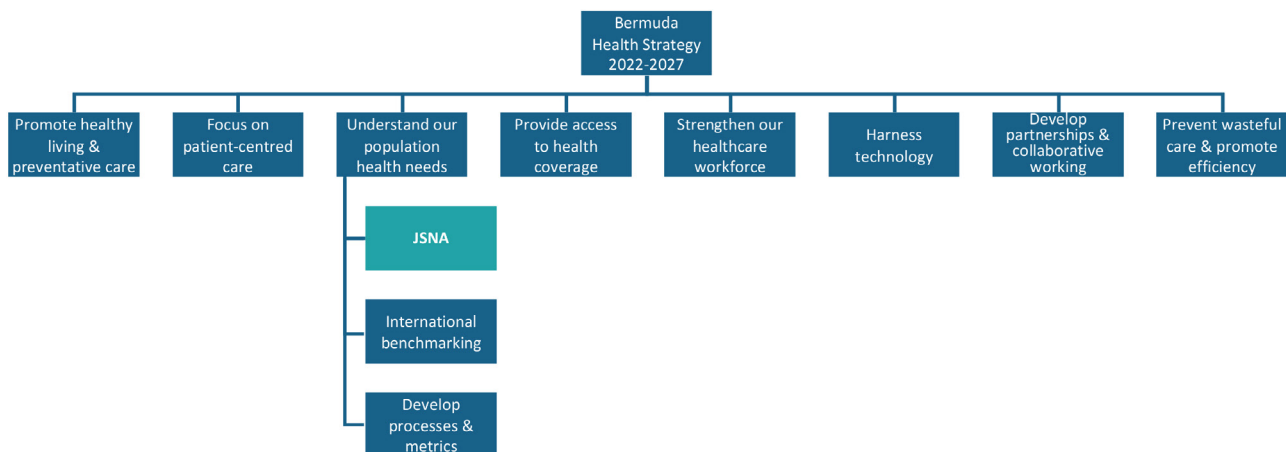 Bermuda
Health Strategy
2022-2027
Promote healthy
living &
preventative care
Focus on
patient-centred
care
Understand our
population
health needs
Provide access
to health
coverage
Strengthen our
healthcare
workforce
Harness
technology
Develop
partnerships &
collaborative
working
Prevent wasteful
care & promote
efficiency
JSNA
International
benchmarking
Develop
processes &
metrics